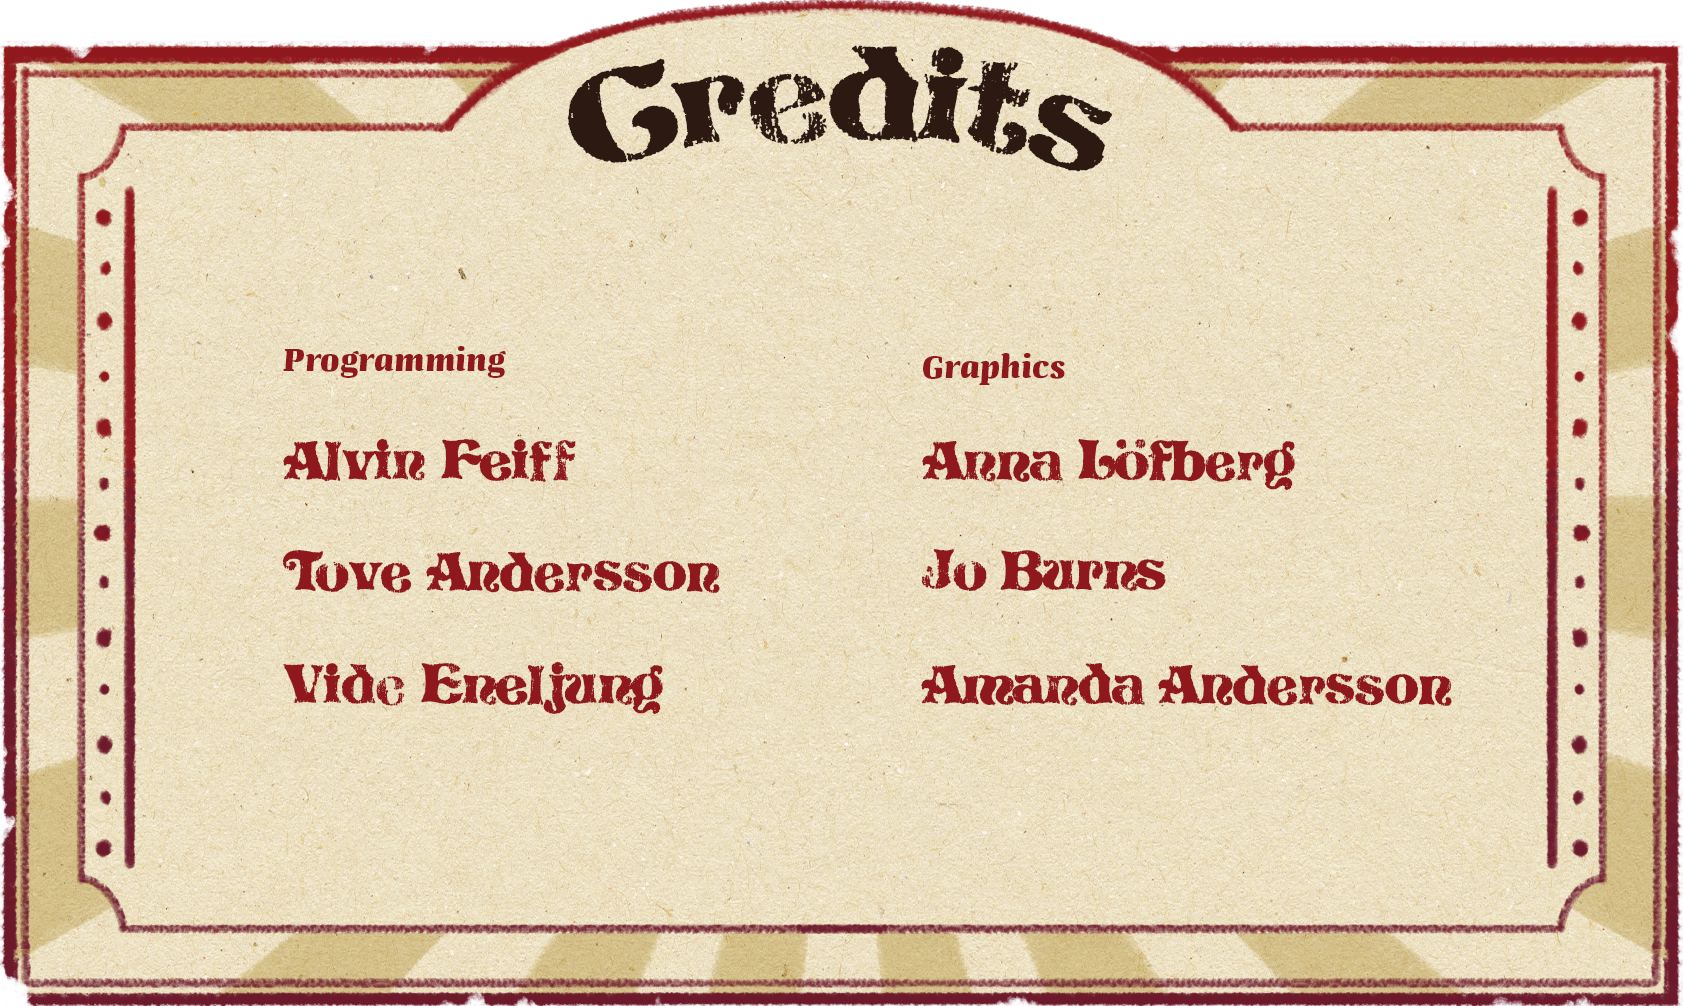 Credits
Programming
Alvin Feiff
Tove Andersson
Vide Eneljung
Graphics
Anna Löfberg
Jo Burns
Amanda Andersson